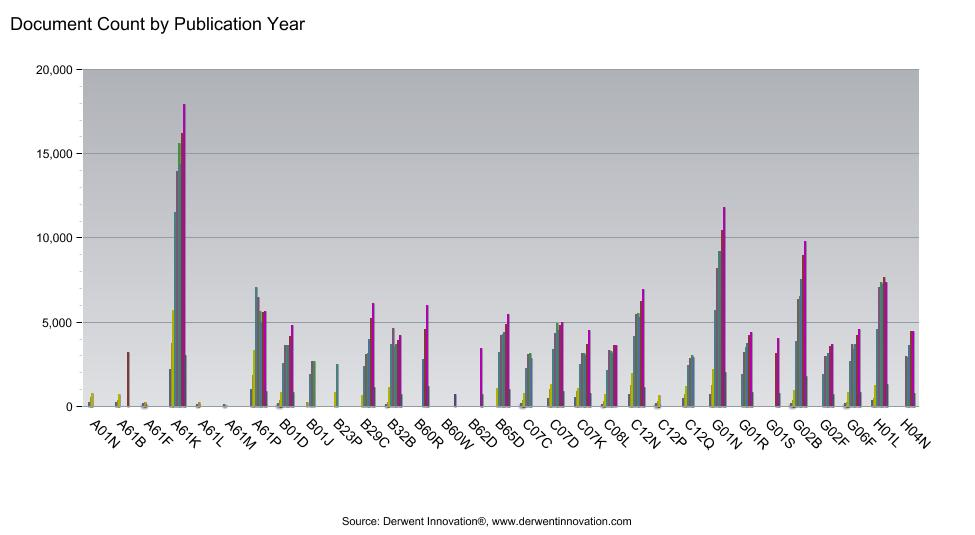 Document Count by Publication Year
20,000
15,000
10,000
5,000
0
A01N
A61B
A61F
A61K
A61L
A61M
A61P
B01D
B01J
B23P
B29C
B32B
B60R
B60W
B62D
B65D
C07C
C07D
C07K
C08L
C12N
C12P
C12Q
G01N
G01R
G01S
G02B
G02F
G06F
H01L
H04N
Source: Derwent Innovation®, www.derwentinnovation.com